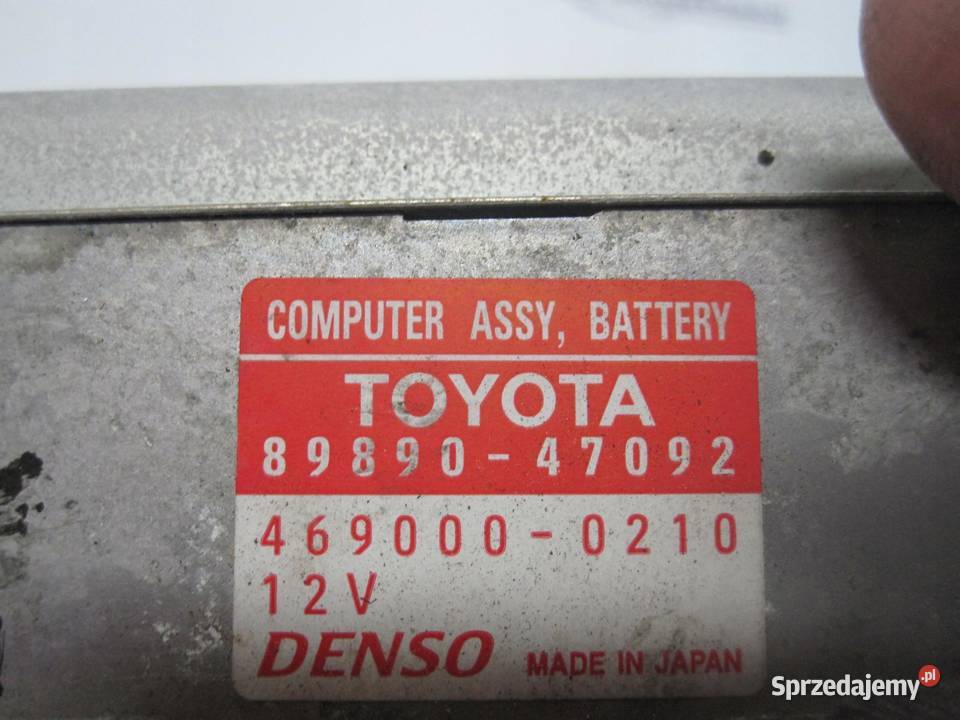 COMPUTER ASSY, BATTERY
TOYOTA
89890-47092
469000-0210
12V
DENSO MADE IN JAPAN
Sprzedajemy.pl